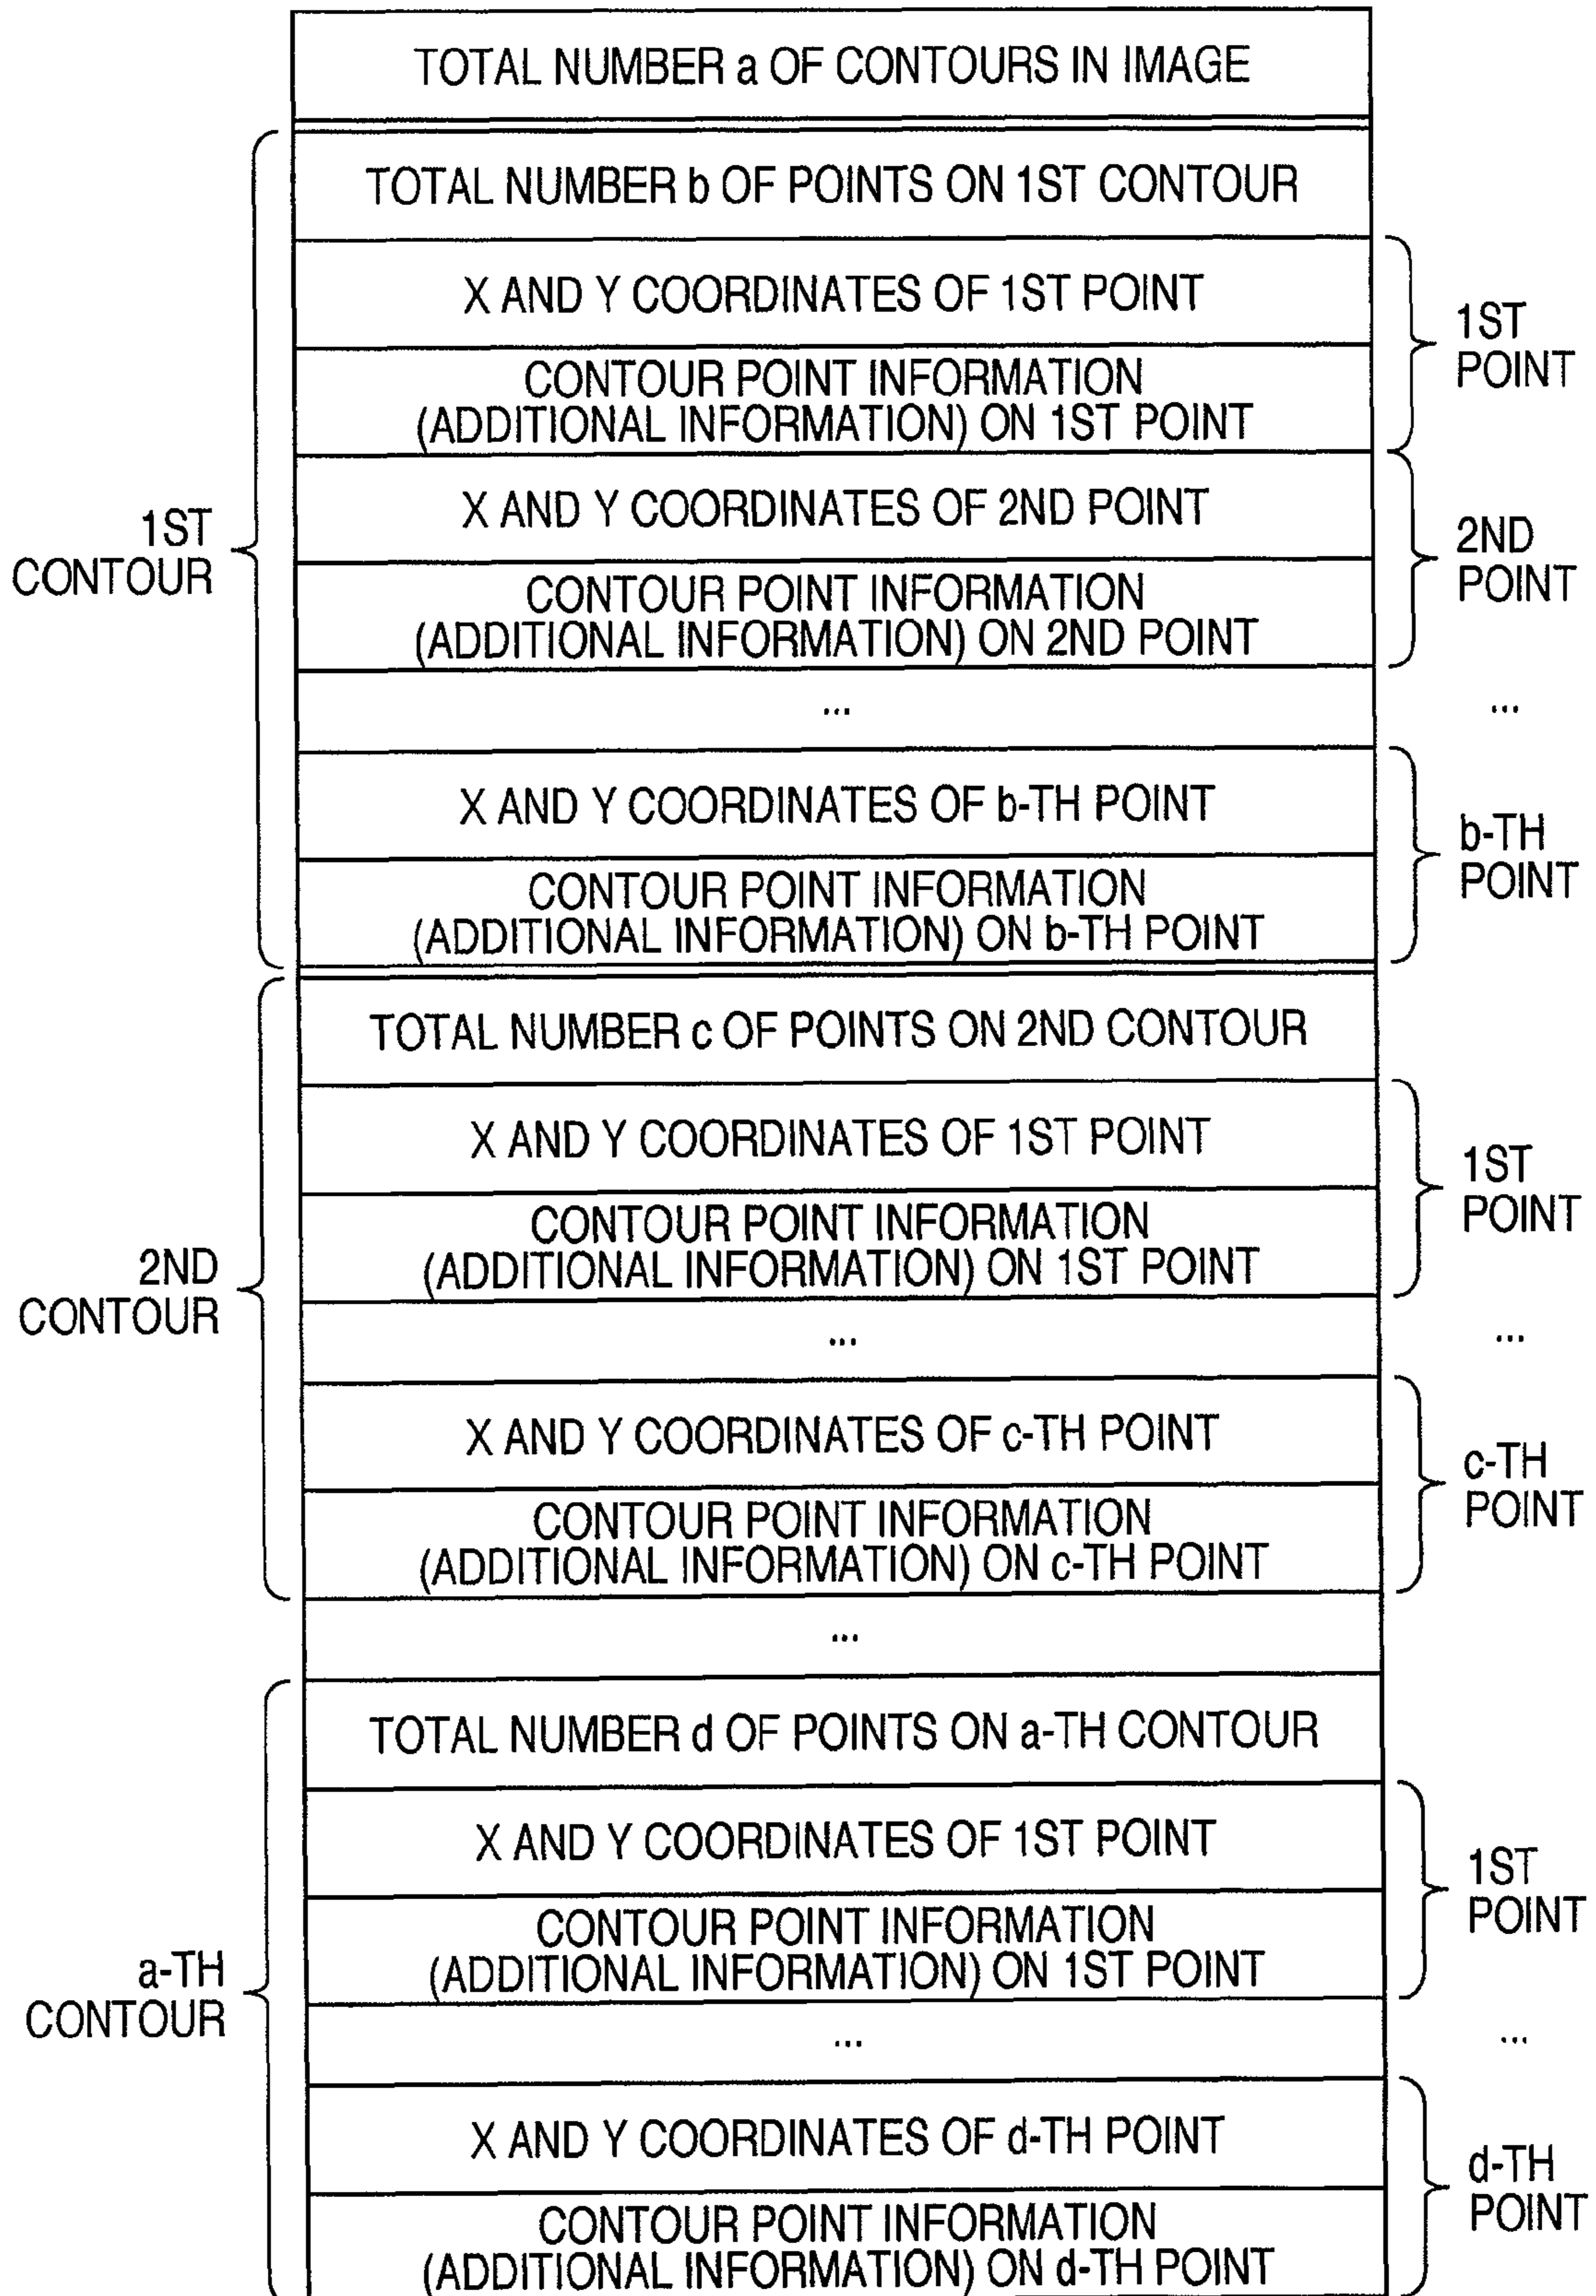 TOTAL NUMBER a OF CONTOURS IN IMAGE
TOTAL NUMBER b OF POINTS ON 1ST CONTOUR
X AND Y COORDINATES OF 1ST POINT
CONTOUR POINT INFORMATION
(ADDITIONAL INFORMATION) ON 1ST POINT
1ST
POINT
X AND Y COORDINATES OF 2ND POINT
CONTOUR POINT INFORMATION
(ADDITIONAL INFORMATION) ON 2ND POINT
2ND
POINT
1ST
CONTOUR
...
...
X AND Y COORDINATES OF b-TH POINT
CONTOUR POINT INFORMATION
(ADDITIONAL INFORMATION) ON b-TH POINT
b-TH
POINT
TOTAL NUMBER c OF POINTS ON 2ND CONTOUR
X AND Y COORDINATES OF 1ST POINT
CONTOUR POINT INFORMATION
(ADDITIONAL INFORMATION) ON 1ST POINT
1ST
POINT
2ND
CONTOUR
...
...
X AND Y COORDINATES OF c-TH POINT
CONTOUR POINT INFORMATION
(ADDITIONAL INFORMATION) ON c-TH POINT
c-TH
POINT
...
TOTAL NUMBER d OF POINTS ON a-TH CONTOUR
X AND Y COORDINATES OF 1ST POINT
CONTOUR POINT INFORMATION
(ADDITIONAL INFORMATION) ON 1ST POINT
1ST
POINT
a-TH
CONTOUR
...
...
X AND Y COORDINATES OF d-TH POINT
CONTOUR POINT INFORMATION
(ADDITIONAL INFORMATION) ON d-TH POINT
d-TH
POINT